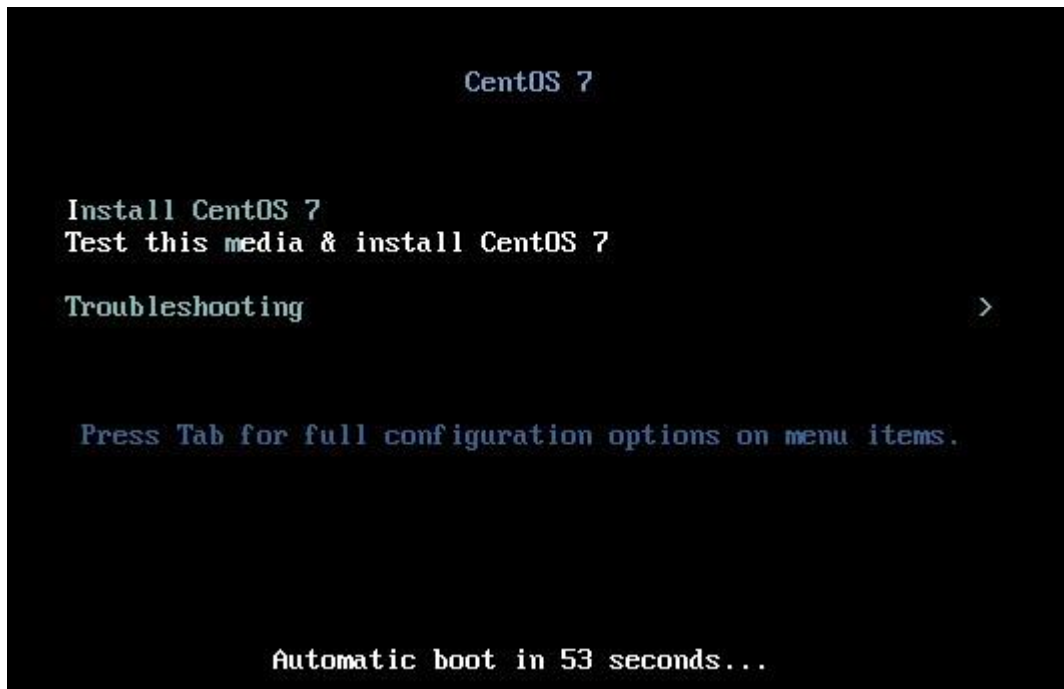 CentOS 7
Install CentOS 7
Test this media & install CentOS 7
Troubleshooting >
Press Tab for full configuration options on menu items.
Automatic boot in 53 seconds...